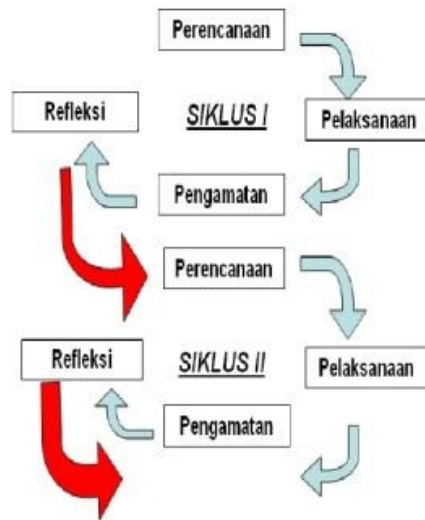 Perencanaan
Refleksi
SIKLUS I
Pelaksanaan
Pengamatan
Perencanaan
Refleksi
SIKLUS II
Pelaksanaan
Pengamatan